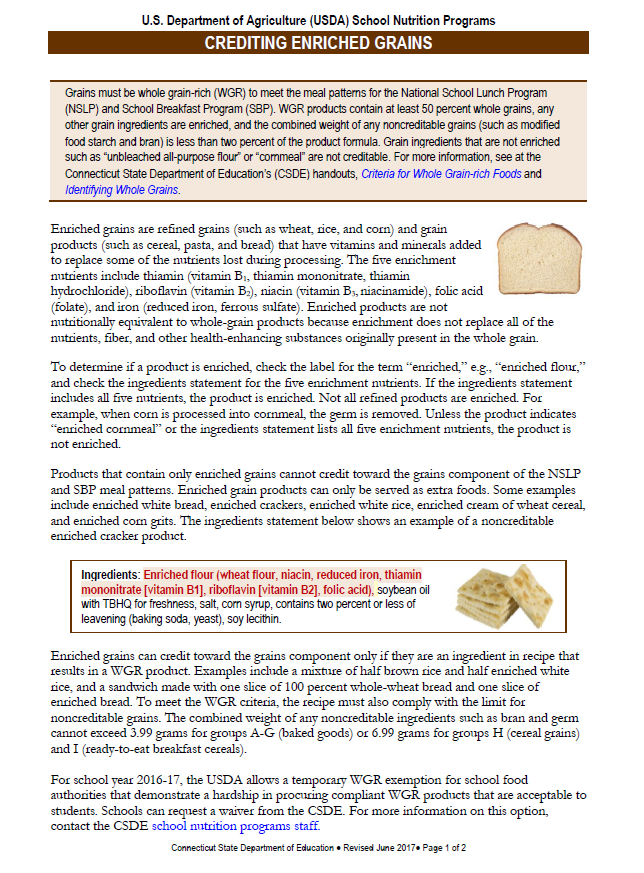 U.S. Department of Agriculture (USDA) School Nutrition Programs
CREDITING ENRICHED GRAINS
Grains must be whole grain-rich (WGR) to meet the meal patterns for the National School Lunch Program
(NSLP) and School Breakfast Program (SBP). WGR products contain at least 50 percent whole grains, any
other grain ingredients are enriched, and the combined weight of any noncreditable grains (such as modified
food starch and bran) is less than two percent of the product formula. Grain ingredients that are not enriched
such as “unbleached all-purpose flour” or “cornmeal” are not creditable. For more information, see at the
Connecticut State Department of Education’s (CSDE) handouts, Criteria for Whole Grain-rich Foods and
Identifying Whole Grains.
Enriched grains are refined grains (such as wheat, rice, and corn) and grain
products (such as cereal, pasta, and bread) that have vitamins and minerals added
to replace some of the nutrients lost during processing. The five enrichment
nutrients include thiamin (vitamin B₁, thiamin mononitrate, thiamin
hydrochloride), riboflavin (vitamin B₂), niacin (vitamin B₃, niacinamide), folic acid
(folate), and iron (reduced iron, ferrous sulfate). Enriched products are not
nutritionally equivalent to whole-grain products because enrichment does not replace all of the
nutrients, fiber, and other health-enhancing substances originally present in the whole grain.
To determine if a product is enriched, check the label for the term “enriched,” e.g., “enriched flour,”
and check the ingredients statement for the five enrichment nutrients. If the ingredients statement
includes all five nutrients, the product is enriched. Not all refined products are enriched. For
example, when corn is processed into cornmeal, the germ is removed. Unless the product indicates
“enriched cornmeal” or the ingredients statement lists all five enrichment nutrients, the product is
not enriched.
Products that contain only enriched grains cannot credit toward the grains component of the NSLP
and SBP meal patterns. Enriched grain products can only be served as extra foods. Some examples
include enriched white bread, enriched crackers, enriched white rice, enriched cream of wheat cereal,
and enriched corn grits. The ingredients statement below shows an example of a noncreditable
enriched cracker product.
Ingredients: Enriched flour (wheat flour, niacin, reduced iron, thiamin
mononitrate [vitamin B1], riboflavin [vitamin B2], folic acid), soybean oil
with TBHQ for freshness, salt, corn syrup, contains two percent or less of
leavening (baking soda, yeast), soy lecithin.
Enriched grains can credit toward the grains component only if they are an ingredient in recipe that
results in a WGR product. Examples include a mixture of half brown rice and half enriched white
rice, and a sandwich made with one slice of 100 percent whole-wheat bread and one slice of
enriched bread. To meet the WGR criteria, the recipe must also comply with the limit for
noncreditable grains. The combined weight of any noncreditable ingredients such as bran and germ
cannot exceed 3.99 grams for groups A-G (baked goods) or 6.99 grams for groups H (cereal grains)
and I (ready-to-eat breakfast cereals).
For school year 2016-17, the USDA allows a temporary WGR exemption for school food
authorities that demonstrate a hardship in procuring compliant WGR products that are acceptable to
students. Schools can request a waiver from the CSDE. For more information on this option,
contact the CSDE school nutrition programs staff.
Connecticut State Department of Education ● Revised June 2017● Page 1 of 2